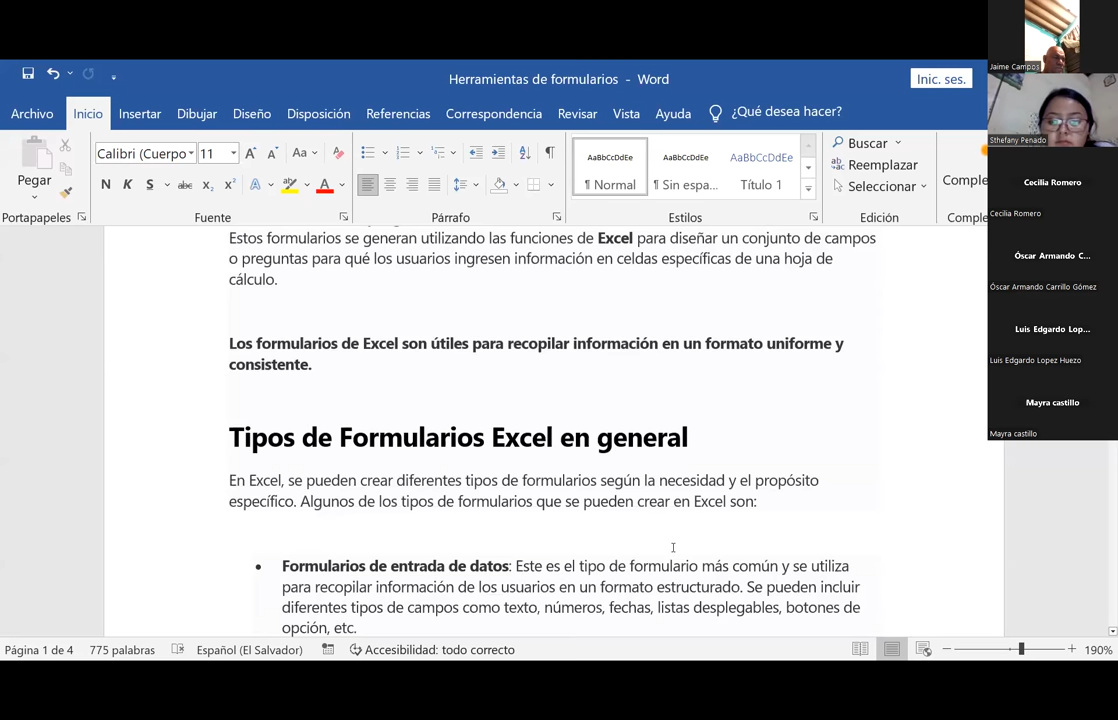 Herramientas de formularios - Word
Inic. ses.
Archivo Inicio Insertar Dibujar Diseño Disposición Referencias Correspondencia Revisar Vista Ayuda ¿Qué desea hacer?
Pegar
Calibri (Cuerpo 11
Aa
N K S abc x₂ x² A A
AaBbCcDdEe
Normal
AaBbCcDdEe
Sin espa...
AaBbCcDdEe
Título 1
Buscar
Reemplazar
Seleccionar
Comple
Portapapeles Fuente Párrafo Estilos Edición Comple
Estos formularios se generan utilizando las funciones de Excel para diseñar un conjunto de campos
o preguntas para qué los usuarios ingresen información en celdas específicas de una hoja de
cálculo.
Los formularios de Excel son útiles para recopilar información en un formato uniforme y
consistente.
Tipos de Formularios Excel en general
En Excel, se pueden crear diferentes tipos de formularios según la necesidad y el propósito
específico. Algunos de los tipos de formularios que se pueden crear en Excel son:
• Formularios de entrada de datos: Este es el tipo de formulario más común y se utiliza
para recopilar información de los usuarios en un formato estructurado. Se pueden incluir
diferentes tipos de campos como texto, números, fechas, listas desplegables, botones de
opción, etc.
Página 1 de 4 775 palabras Español (El Salvador) Accesibilidad: todo correcto 190%
Jaime Campos
Sthefany Penado
Cecilia Romero
Cecilia Romero
Óscar Armando C...
Óscar Armando Carrillo Gómez
Luis Edgardo Lop...
Luis Edgardo Lopez Huezo
Mayra castillo
Mayra castillo